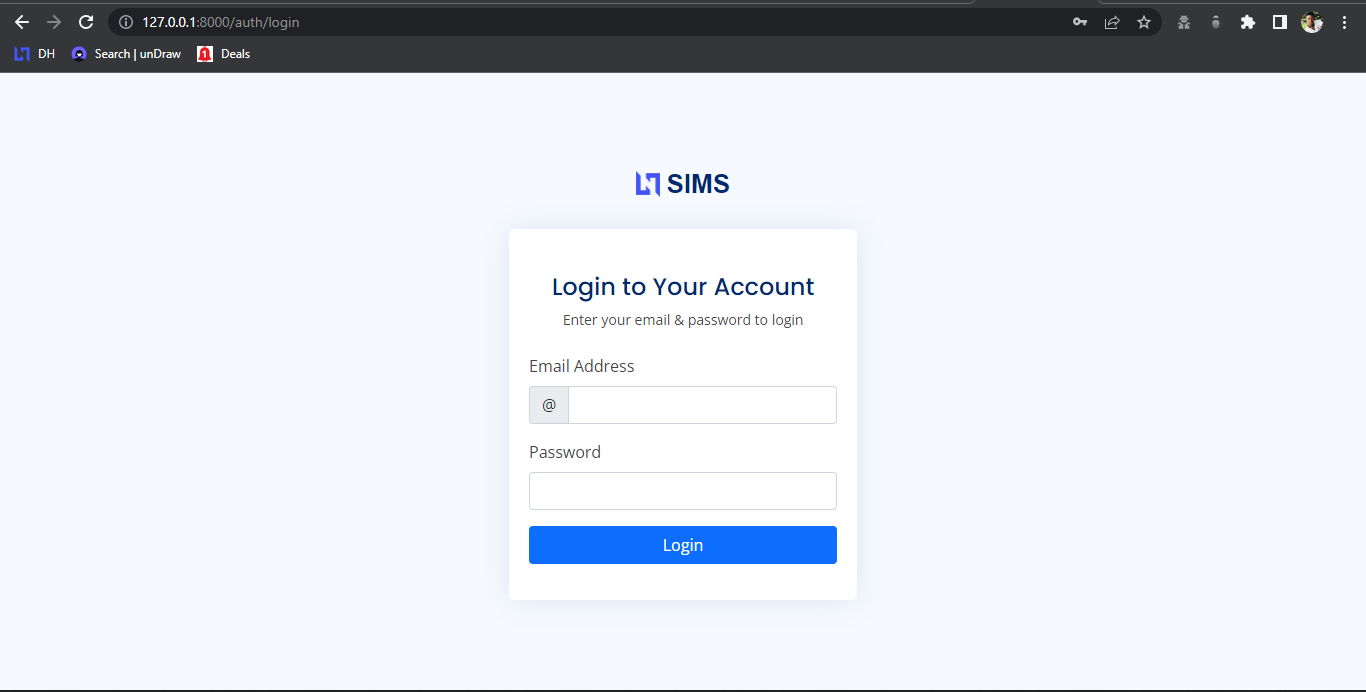 127.0.0.1:8000/auth/login
DH Search | unDraw 1 Deals
SIMS
Login to Your Account
Enter your email & password to login
Email Address
@
Password
Login